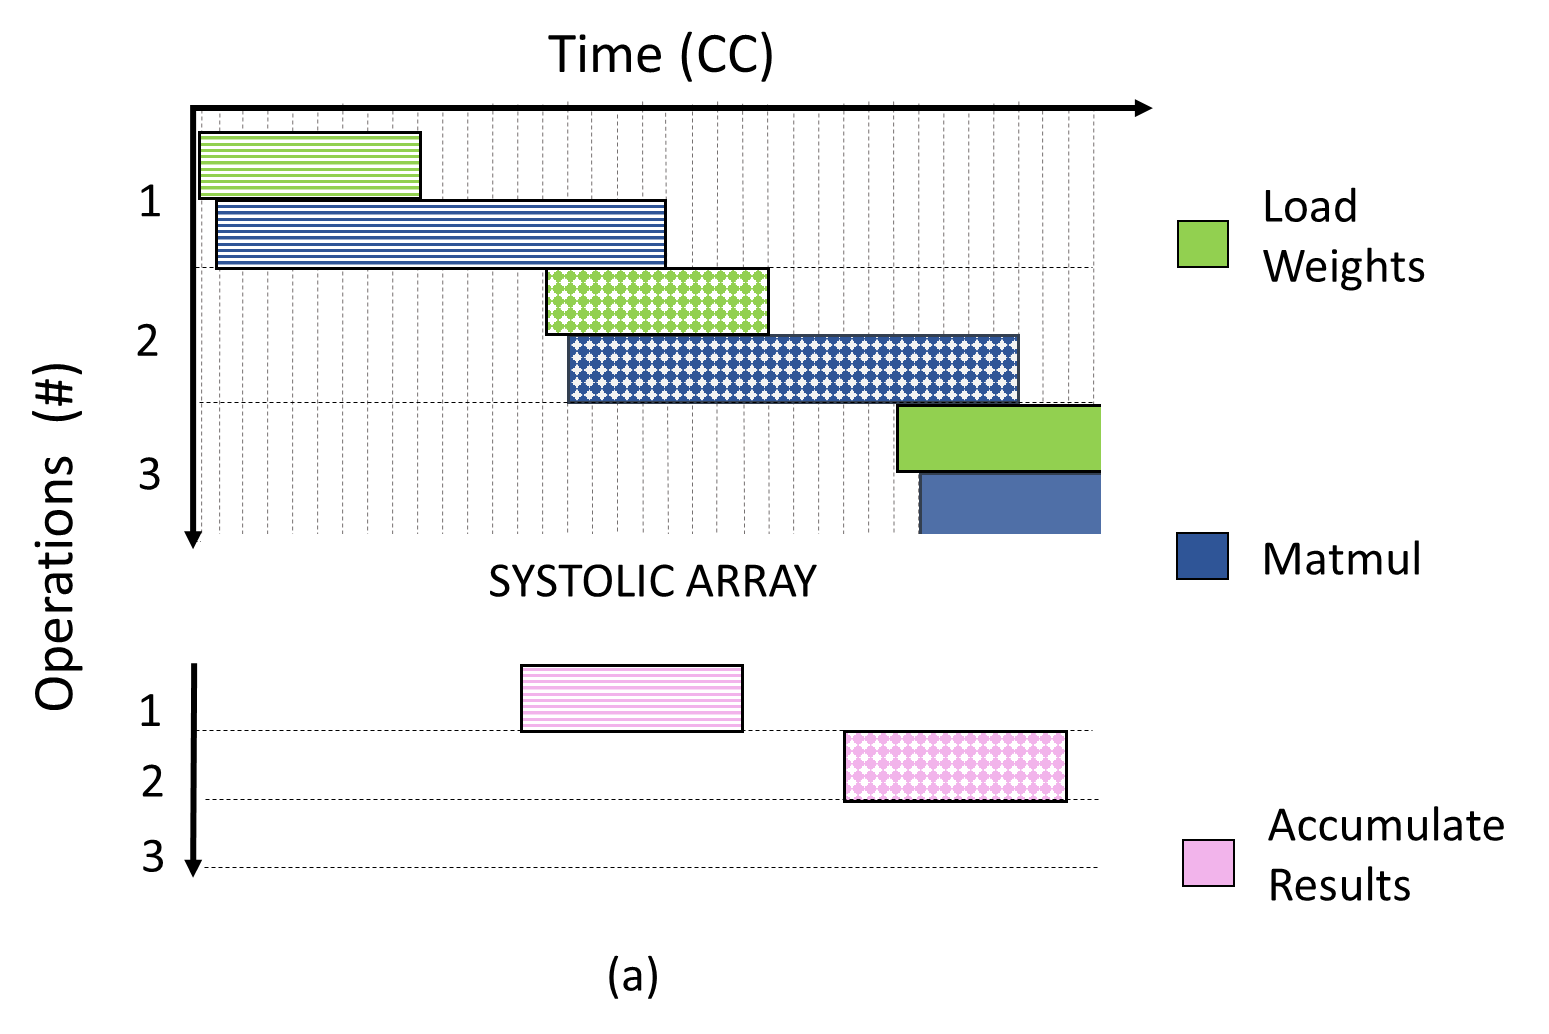 Time (CC)
Operations (#)
1
2
3
SYSTOLIC ARRAY
1
2
3
Load
Weights
Matmul
Accumulate
Results
(a)